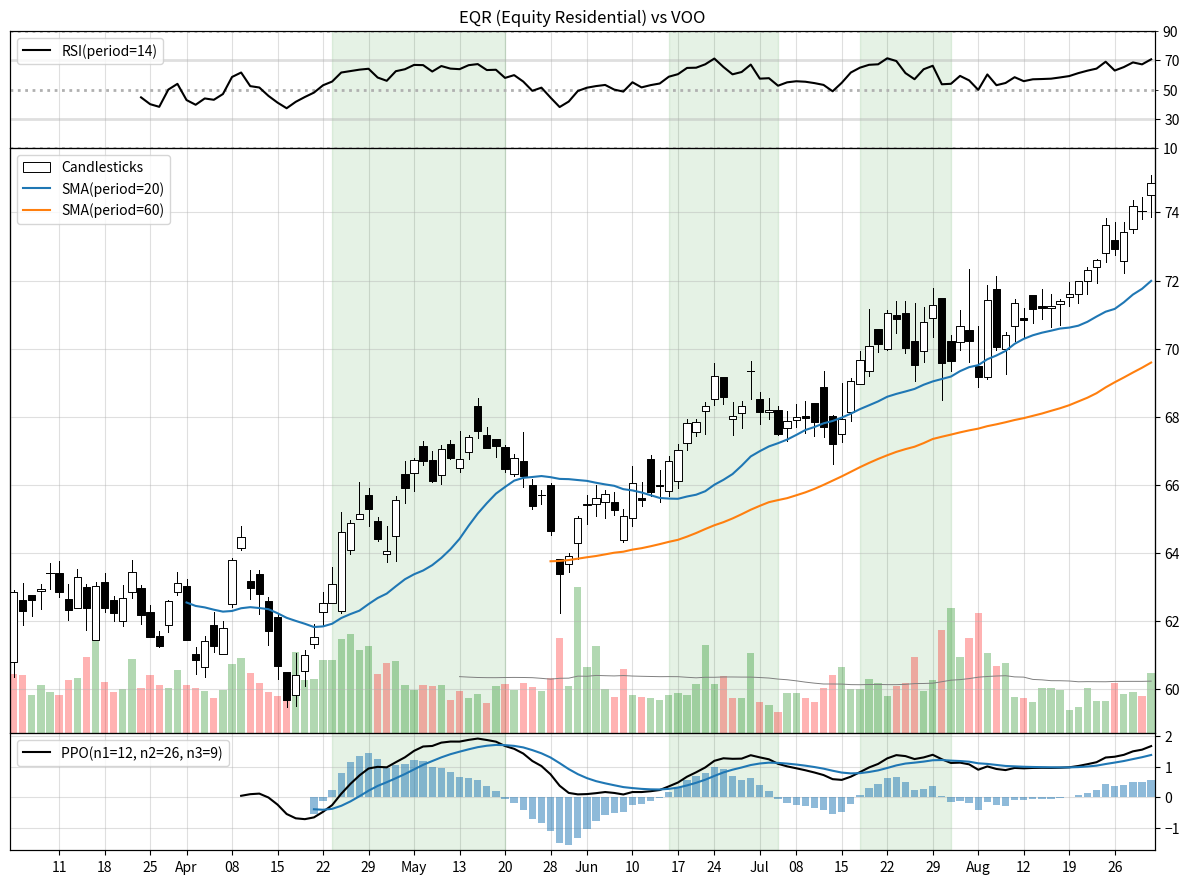 EQR (Equity Residential) vs VOO
RSI(period=14)
90
70
50
30
10
Candlesticks
SMA(period=20)
SMA(period=60)
74
72
70
68
66
64
62
60
PPO(n1=12, n2=26, n3=9)
2
1
0
−1
11 18 25 Apr 08 15 22 29 May 13 20 28 Jun 10 17 24 Jul 08 15 22 29 Aug 12 19 26